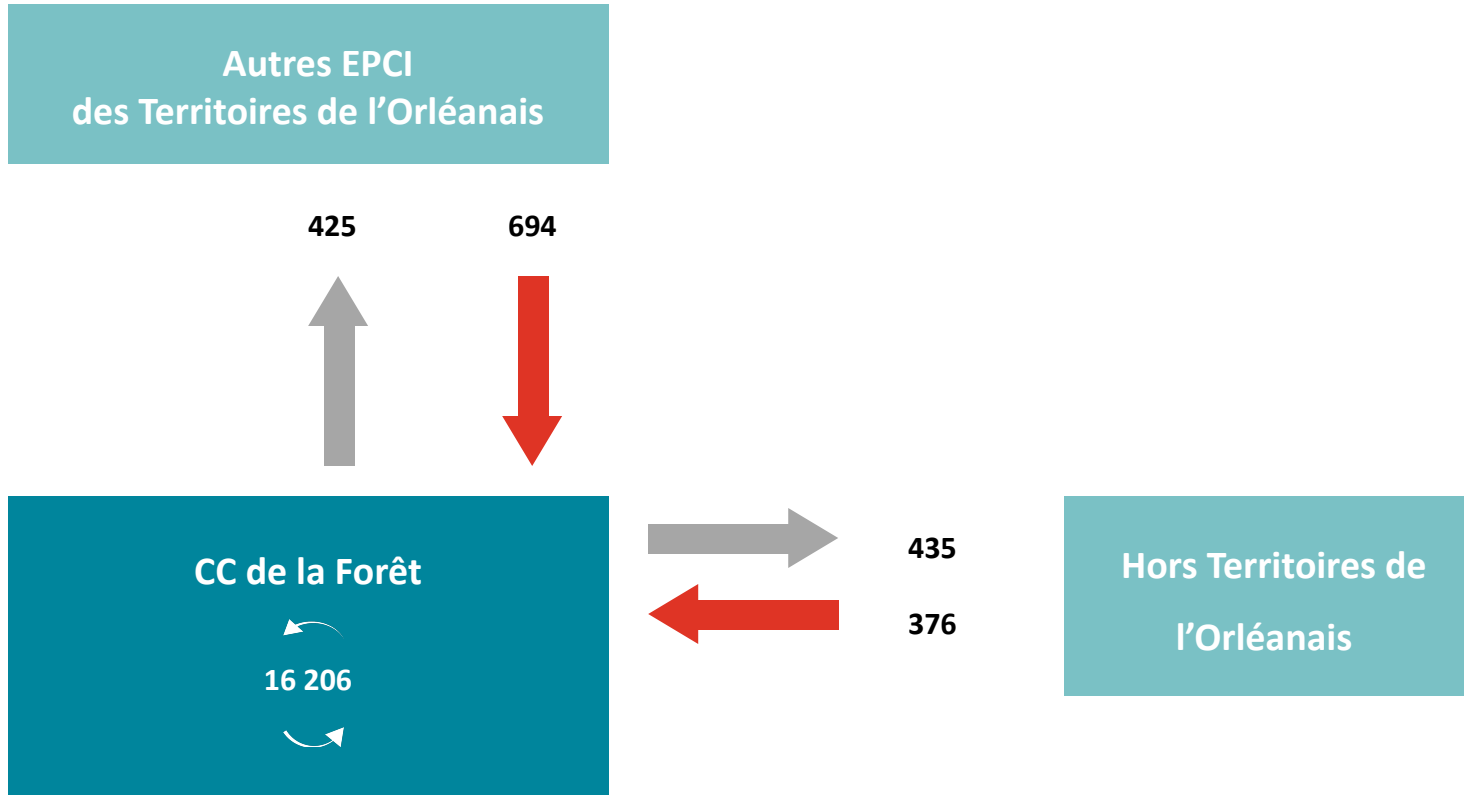 Autres EPCI
des Territoires de l’Orléanais
425
694
CC de la Forêt
16 206
435
376
Hors Territoires de
l’Orléanais